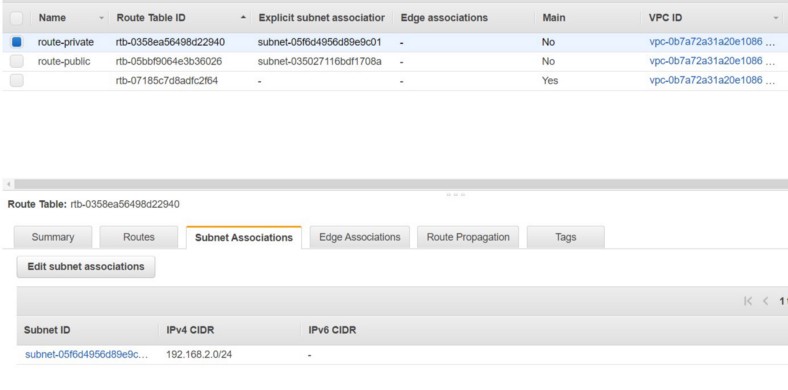 Name Route Table ID Explicit subnet association Edge associations Main VPC ID
route-private rtb-0358ea56498d22940 subnet-05f6d4956d89e9c01 - No vpc-0b7a72a31a20e1086 ...
route-public rtb-05bbf9064e3b36026 subnet-035027116bdf1708a - No vpc-0b7a72a31a20e1086 ...
rtb-07185c7d8adfc2f64 - - Yes vpc-0b7a72a31a20e1086 ...
Route Table: rtb-0358ea56498d22940
Summary Routes Subnet Associations Edge Associations Route Propagation Tags
Edit subnet associations
Subnet ID IPv4 CIDR IPv6 CIDR
subnet-05f6d4956d89e9c... 192.168.2.0/24 -